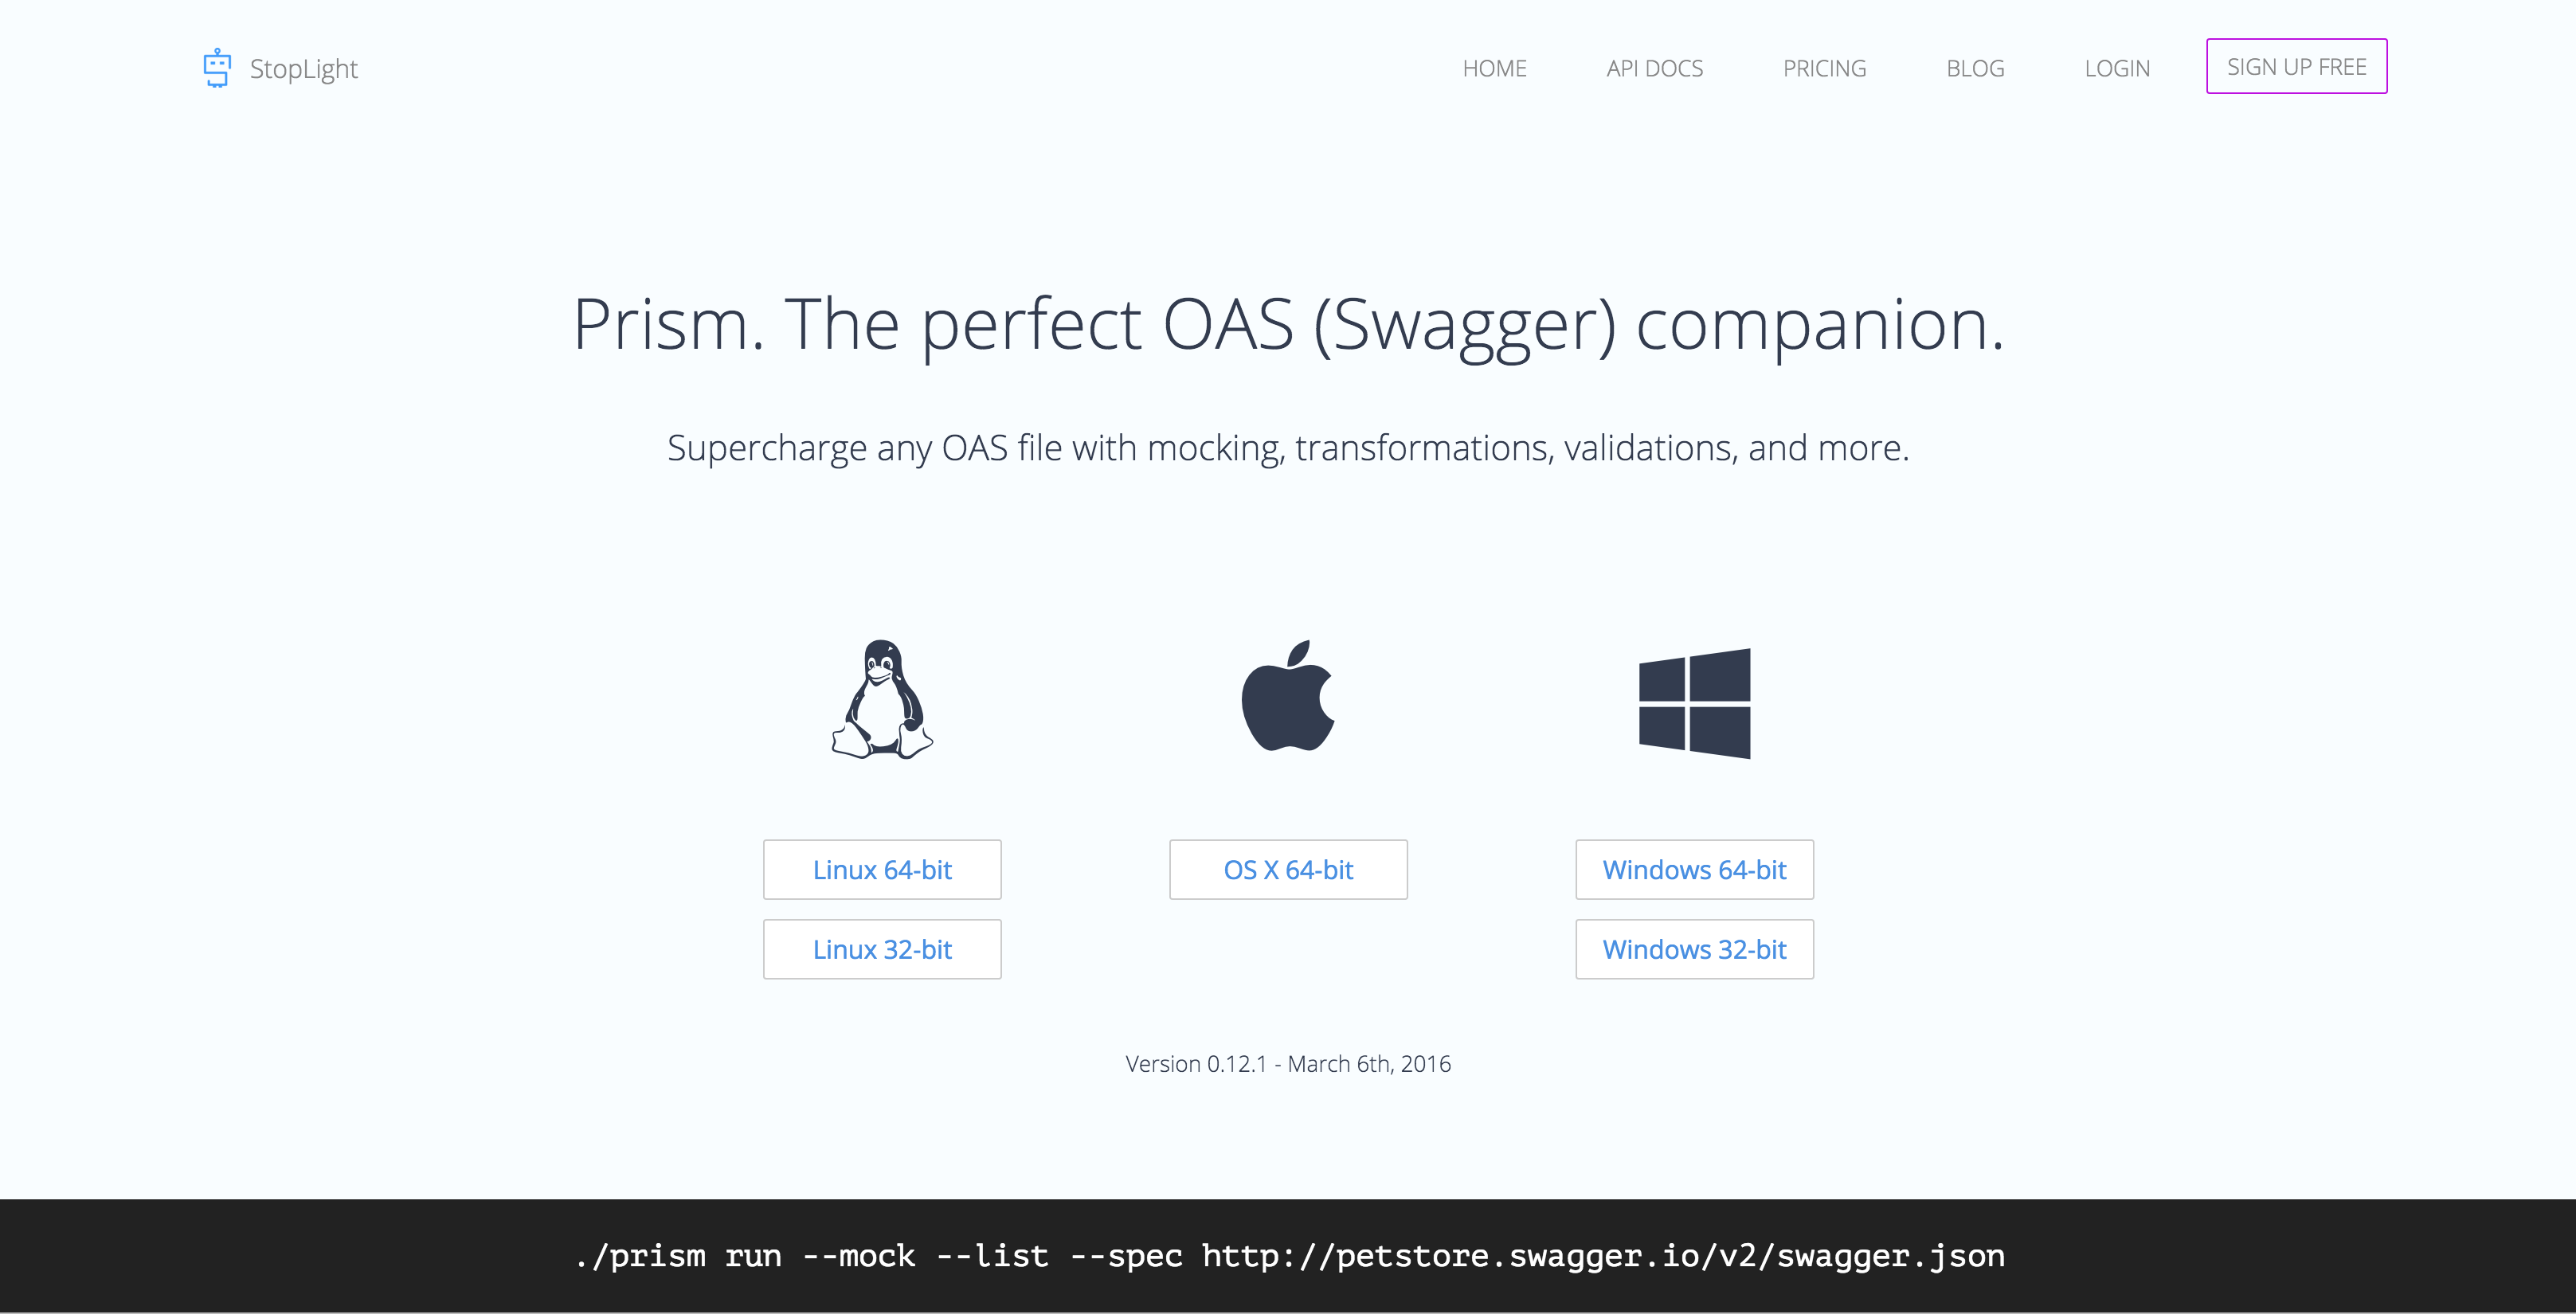 StopLight
HOME API DOCS PRICING BLOG LOGIN SIGN UP FREE
Prism. The perfect OAS (Swagger) companion.
Supercharge any OAS file with mocking, transformations, validations, and more.
Linux 64-bit OS X 64-bit Windows 64-bit
Linux 32-bit Windows 32-bit
Version 0.12.1 - March 6th, 2016
./prism run --mock --list --spec http://petstore.swagger.io/v2/swagger.json